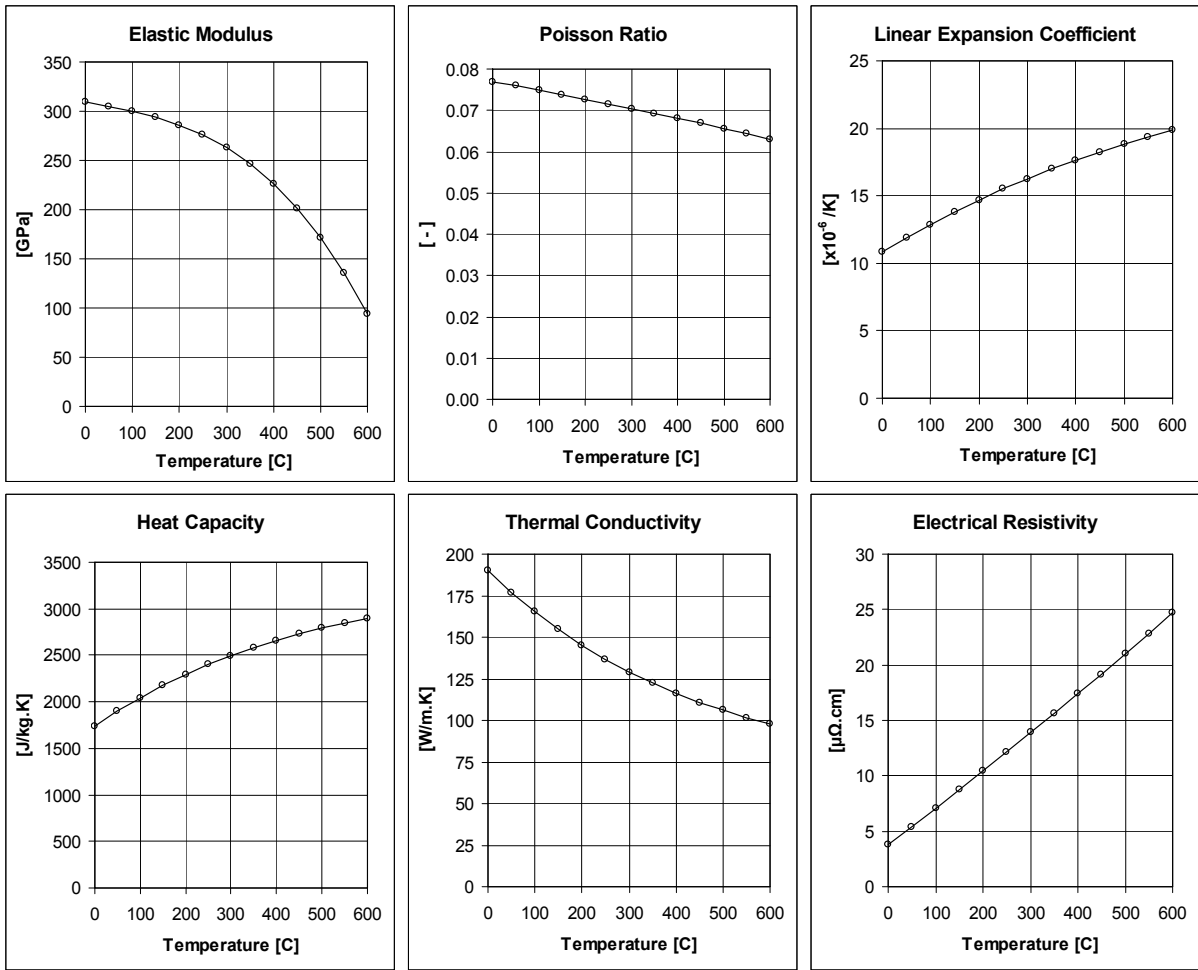 Elastic Modulus
350
300
250
200
150
100
50
0
[GPa]
0 100 200 300 400 500 600
Temperature [C]
Poisson Ratio
0.08
0.07
0.06
0.05
0.04
0.03
0.02
0.01
0.00
[ - ]
0 100 200 300 400 500 600
Temperature [C]
Linear Expansion Coefficient
25
20
15
10
5
0
[x10⁻⁶ /K]
0 100 200 300 400 500 600
Temperature [C]
Heat Capacity
3500
3000
2500
2000
1500
1000
500
0
[J/kg.K]
0 100 200 300 400 500 600
Temperature [C]
Thermal Conductivity
200
175
150
125
100
75
50
25
0
[W/m.K]
0 100 200 300 400 500 600
Temperature [C]
Electrical Resistivity
30
25
20
15
10
5
0
[µΩ.cm]
0 100 200 300 400 500 600
Temperature [C]